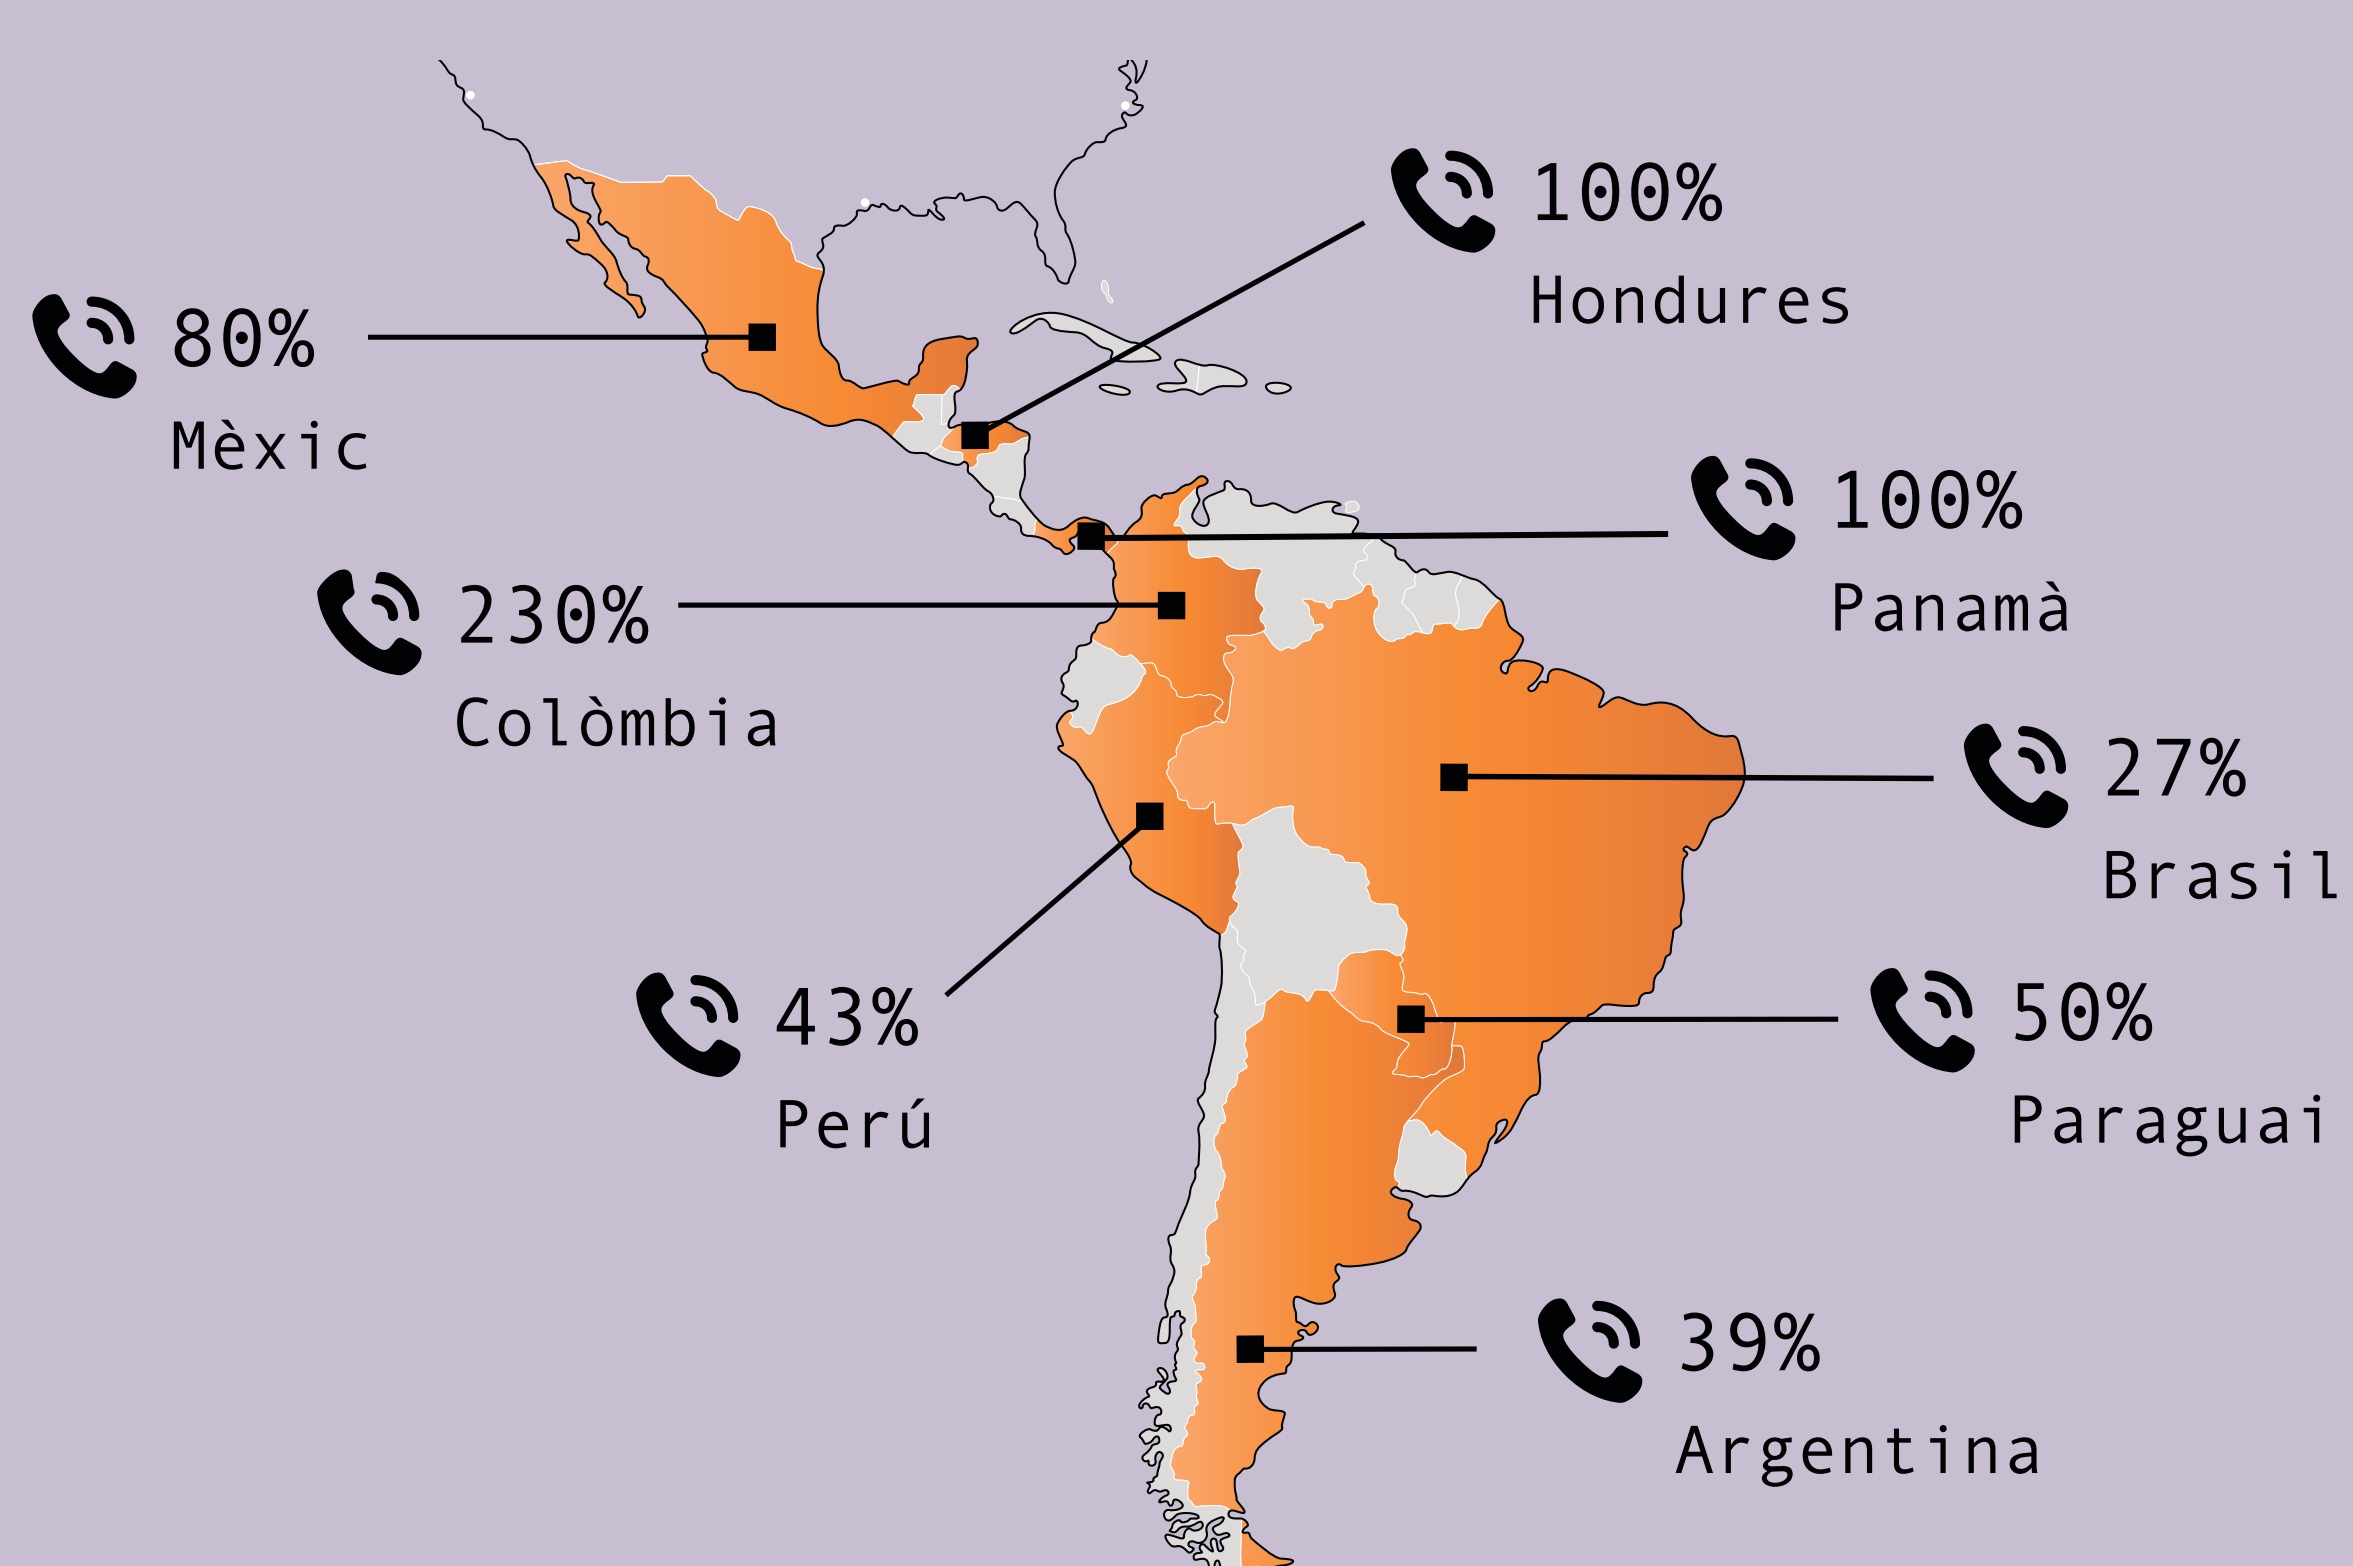 100%
Hondures
80%
Mèxic
100%
Panamà
230%
Colòmbia
27%
Brasil
43%
Perú
50%
Paraguai
39%
Argentina